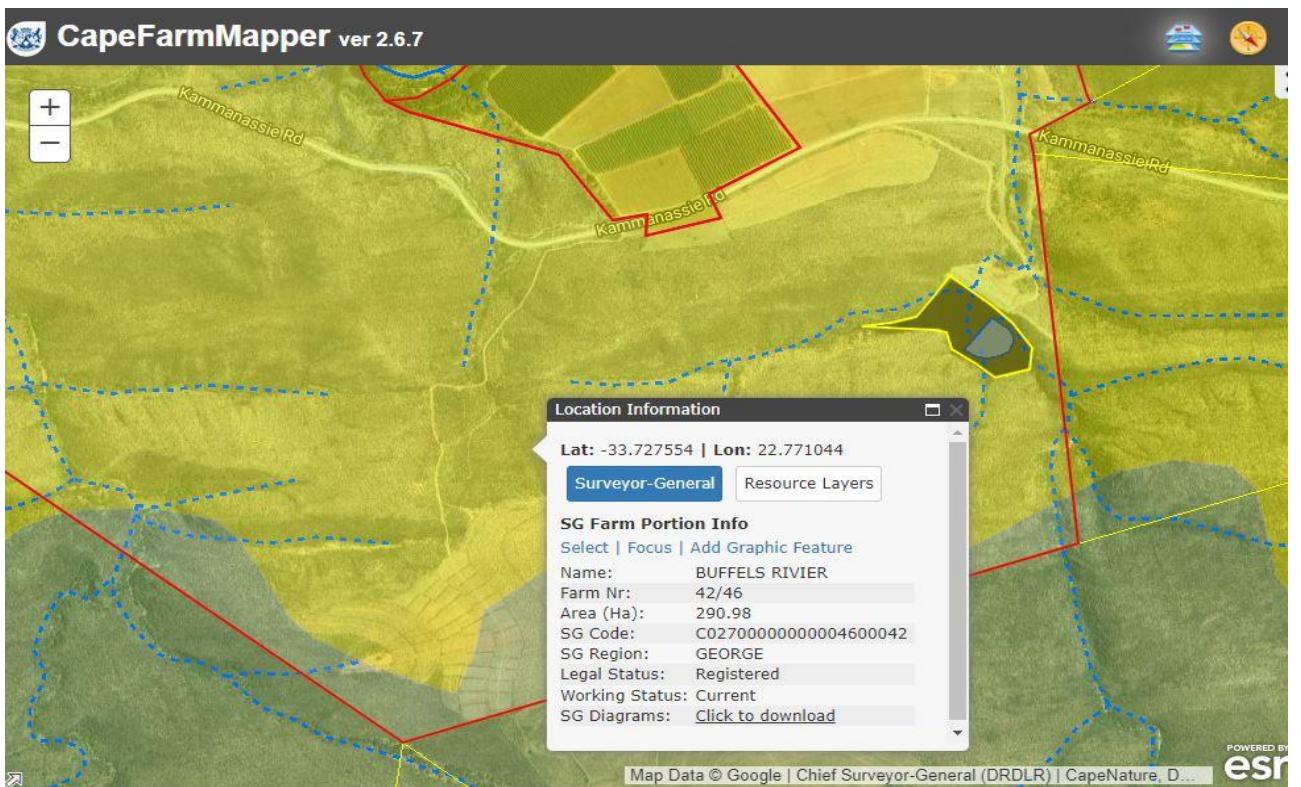 CapeFarmMapper ver 2.6.7
+
−
Kammanassie Rd
Kammanassie Rd
Kammanassie Rd
Location Information
Lat: -33.727554 | Lon: 22.771044
Surveyor-General Resource Layers
SG Farm Portion Info
Select | Focus | Add Graphic Feature
Name: BUFFELS RIVIER
Farm Nr: 42/46
Area (Ha): 290.98
SG Code: C02700000000004600042
SG Region: GEORGE
Legal Status: Registered
Working Status: Current
SG Diagrams: Click to download
POWERED BY
esri
Map Data © Google | Chief Surveyor-General (DRDLR) | CapeNature, D...